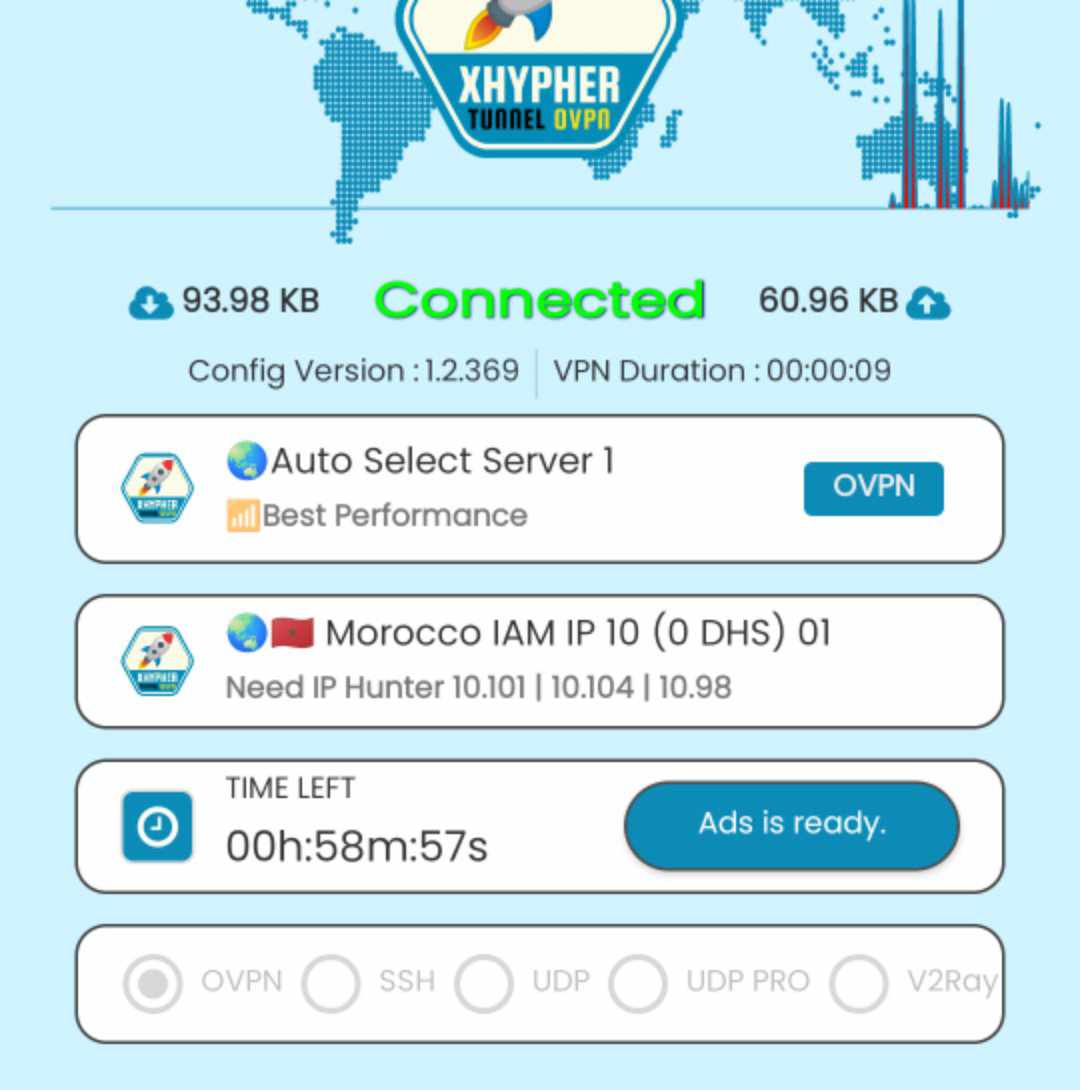 XHYPHER
TUNNEL OVPN
93.98 KB Connected 60.96 KB
Config Version : 1.2.369 VPN Duration : 00:00:09
🌏Auto Select Server 1
📶Best Performance
OVPN
🌏🇲🇦 Morocco IAM IP 10 (0 DHS) 01
Need IP Hunter 10.101 | 10.104 | 10.98
TIME LEFT
00h:58m:57s
Ads is ready.
OVPN SSH UDP UDP PRO V2Ray